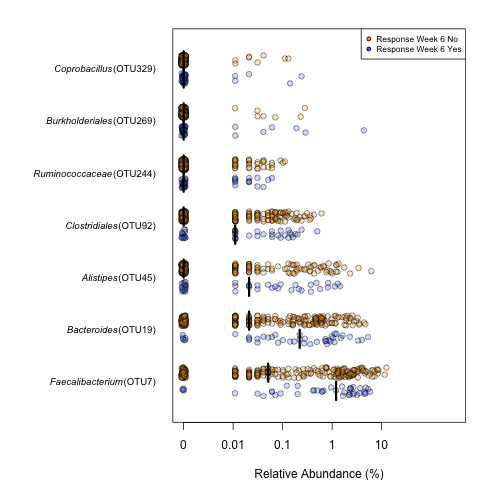 Response Week 6 No
Response Week 6 Yes
Coprobacillus(OTU329)
Burkholderiales(OTU269)
Ruminococcaceae(OTU244)
Clostridiales(OTU92)
Alistipes(OTU45)
Bacteroides(OTU19)
Faecalibacterium(OTU7)
0 0.01 0.1 1 10
Relative Abundance (%)